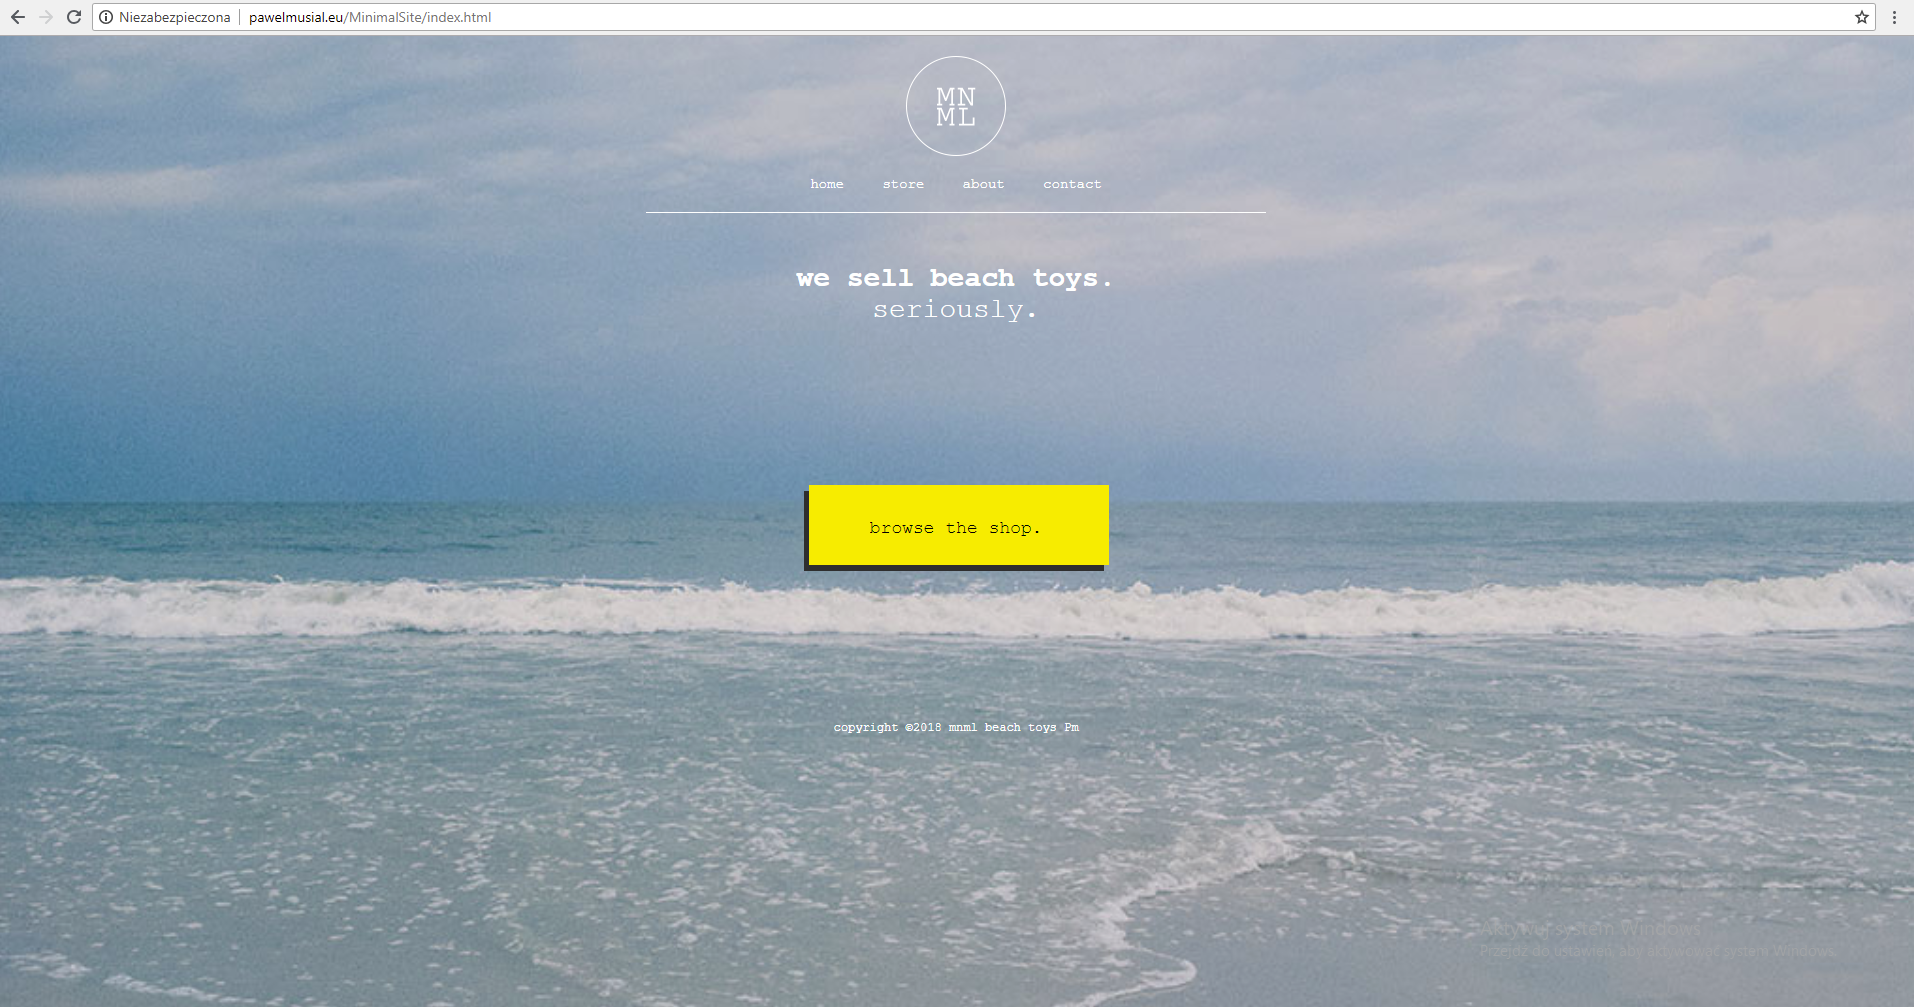 Niezabezpieczona | pawelmusial.eu/MinimalSite/index.html
MN
ML
home store about contact
we sell beach toys.
seriously.
browse the shop.
copyright ©2018 mnml beach toys Pm
Aktywuj system Windows
Przejdź do ustawień, aby aktywować system Windows.